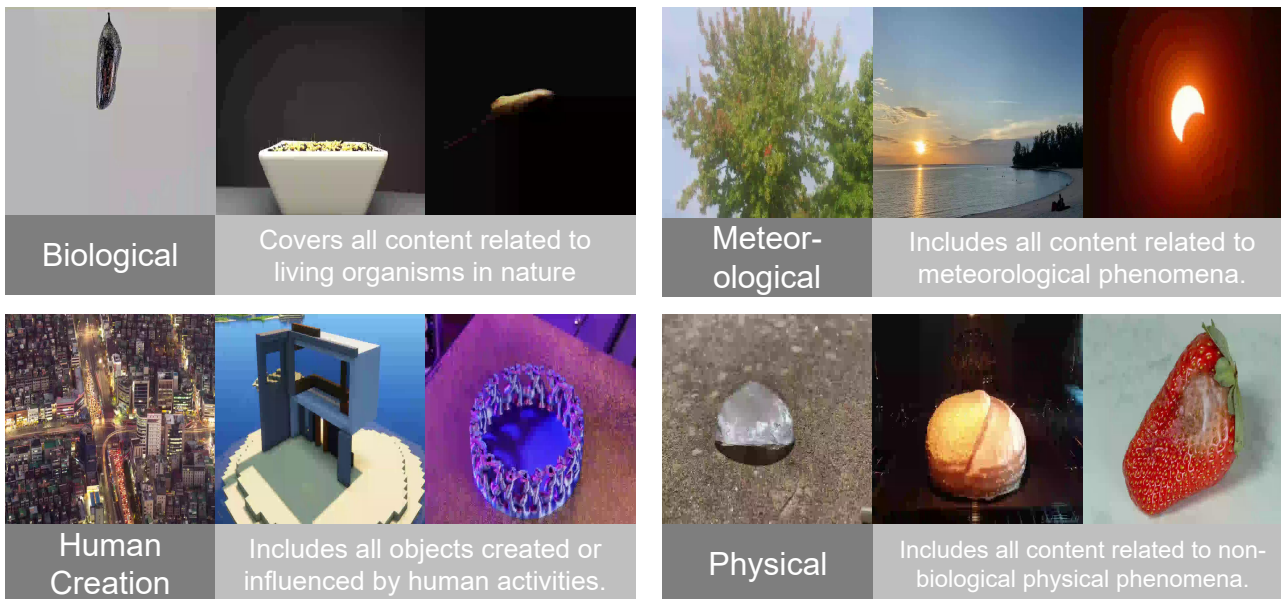 Biological
Covers all content related to
living organisms in nature
Meteor-
ological
Includes all content related to
meteorological phenomena.
Human
Creation
Includes all objects created or
influenced by human activities.
Physical
Includes all content related to non-
biological physical phenomena.